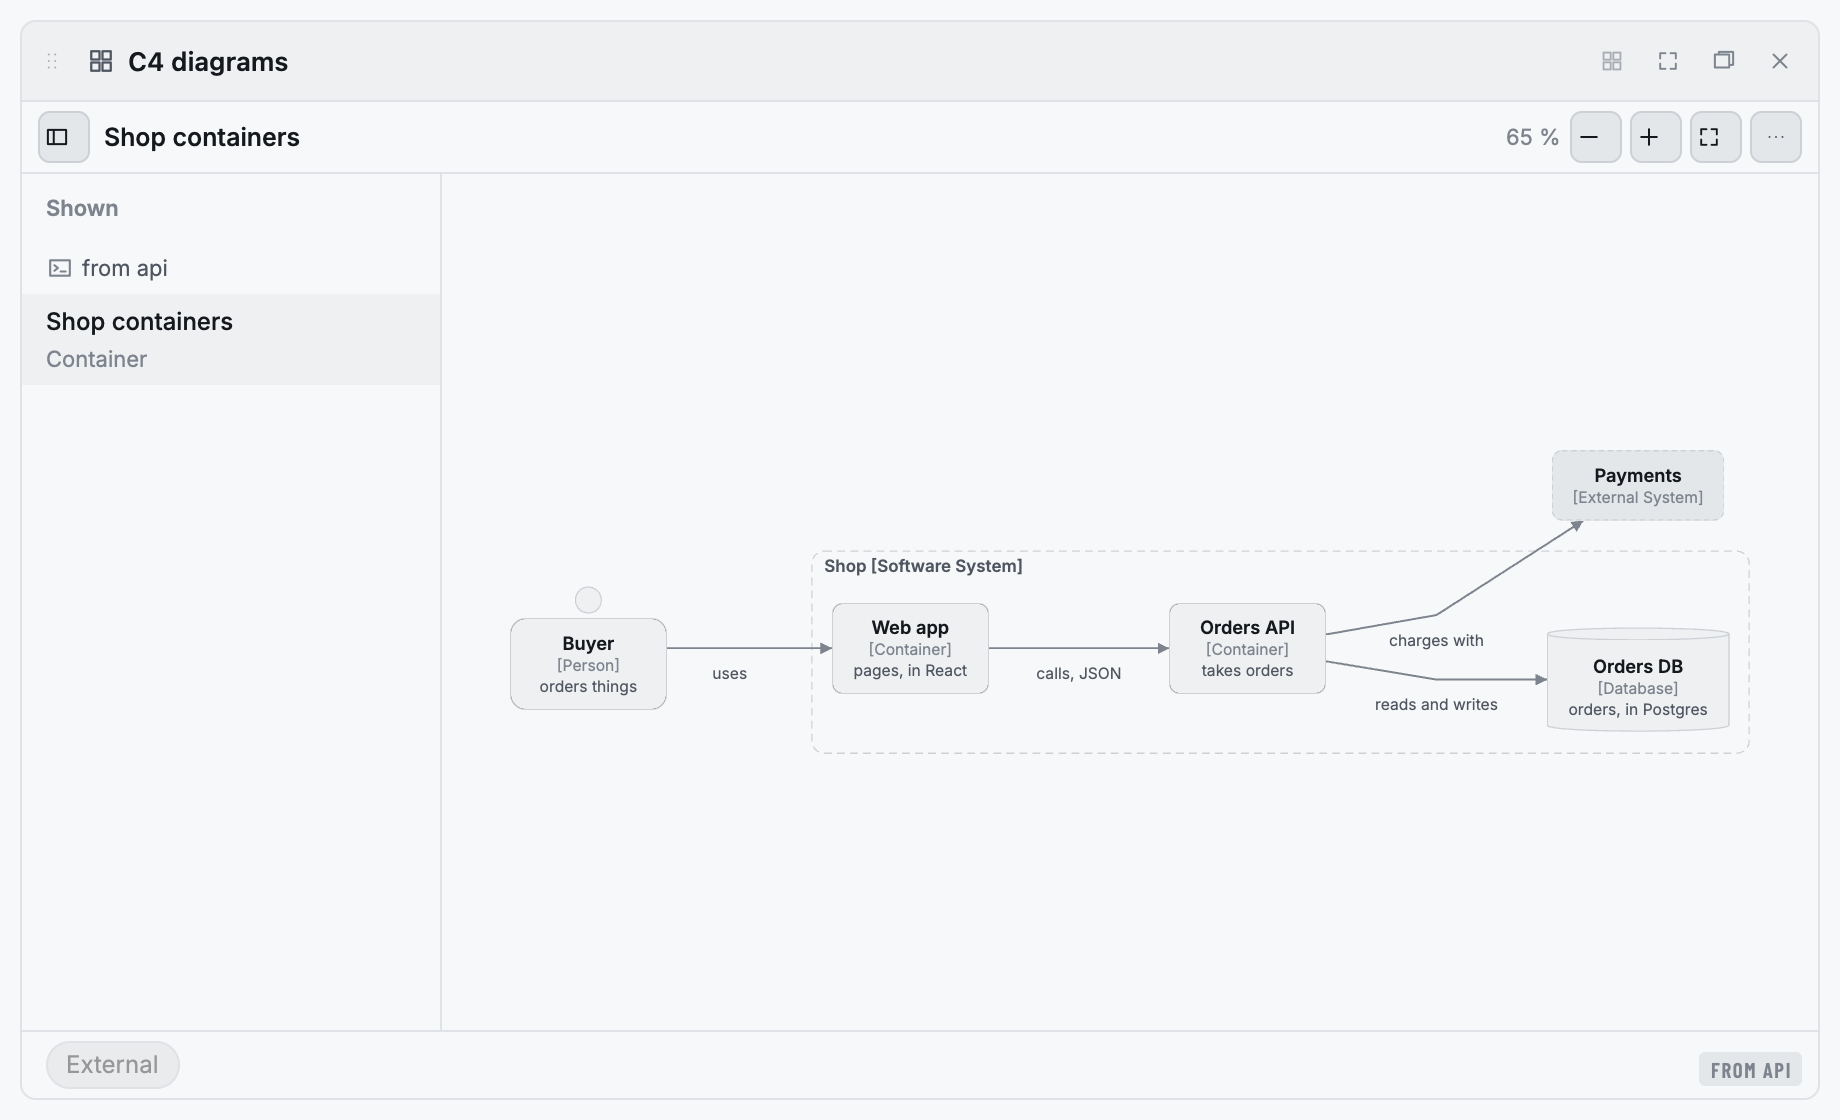 C4 diagrams
Shop containers
65 %
Shown
from api
Shop containers
Container
Payments
[External System]
Shop [Software System]
Buyer
[Person]
orders things
uses
Web app
[Container]
pages, in React
calls, JSON
Orders API
[Container]
takes orders
charges with
reads and writes
Orders DB
[Database]
orders, in Postgres
External
FROM API